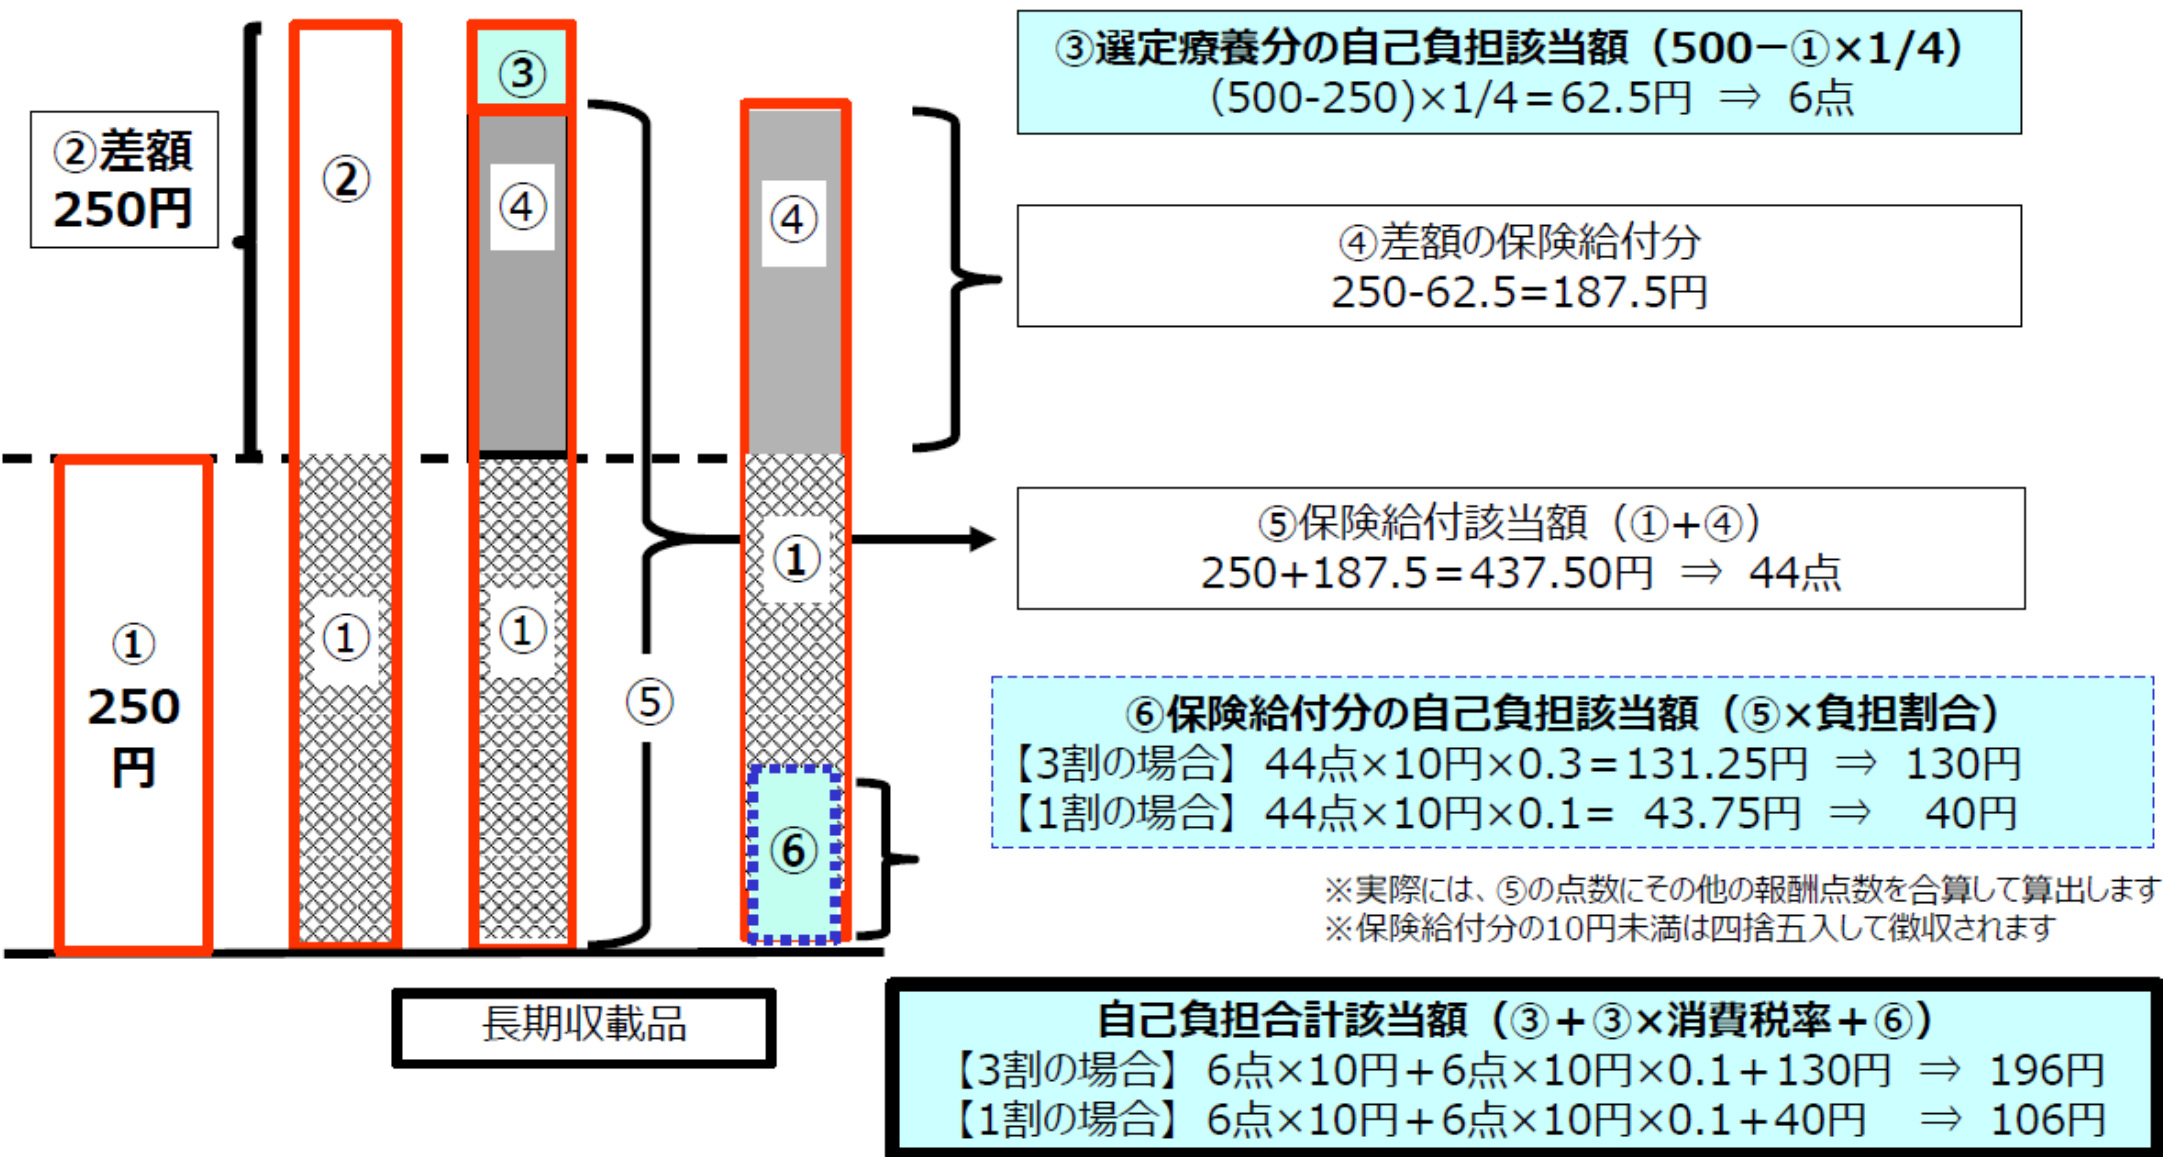 ②差額
250円
①
250
円
②
①
③
④
①
⑤
④
①
⑥
長期収載品
③選定療養分の自己負担該当額（500ー①×1/4）
（500-250）×1/4＝62.5円 ⇒ 6点
④差額の保険給付分
250-62.5=187.5円
⑤保険給付該当額（①+④）
250+187.5＝437.50円 ⇒ 44点
⑥保険給付分の自己負担該当額（⑤×負担割合）
【3割の場合】44点×10円×0.3＝131.25円 ⇒ 130円
【1割の場合】44点×10円×0.1= 43.75円 ⇒ 40円
※実際には、⑤の点数にその他の報酬点数を合算して算出します
※保険給付分の10円未満は四捨五入して徴収されます
自己負担合計該当額（③＋③×消費税率＋⑥）
【3割の場合】6点×10円＋6点×10円×0.1＋130円 ⇒ 196円
【1割の場合】6点×10円＋6点×10円×0.1＋40円 ⇒ 106円